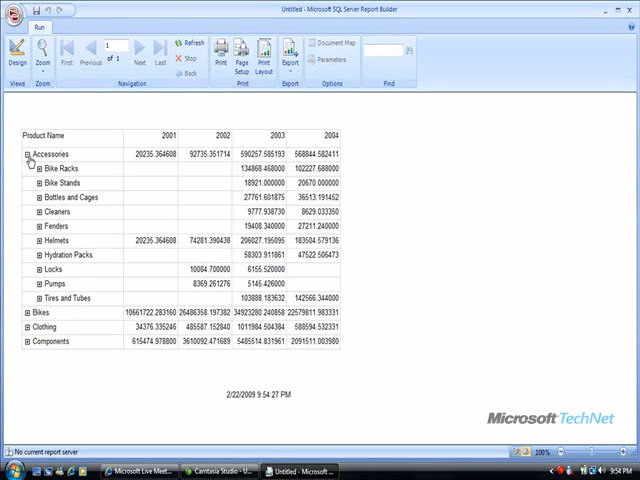 Untitled - Microsoft SQL Server Report Builder
Run
Design
Zoom
First
Previous
1
of 1
Next
Last
Refresh
Stop
Back
Print
Page Setup
Print Layout
Export
Document Map
Parameters
Views
Zoom
Navigation
Print
Export
Options
Find
Product Name 2001 2002 2003 2004
Accessories 20235.364608 92735.351714 590257.585193 568844.582411
Bike Racks 134868.468000 102227.688000
Bike Stands 18921.000000 20670.000000
Bottles and Cages 27761.601875 36513.191452
Cleaners 9777.938730 8629.033350
Fenders 19408.340000 27211.240000
Helmets 20235.364608 74281.390438 206027.195095 183504.579136
Hydration Packs 58303.911861 47522.506473
Locks 10084.700000 6155.520000
Pumps 8369.261276 5145.426000
Tires and Tubes 103888.183632 142566.344000
Bikes 10661722.283160 26486358.197382 34923280.240858 22579811.983331
Clothing 34376.335246 485587.152840 1011984.504384 588594.532331
Components 615474.978800 3610092.471689 5485514.831961 2091511.003980
2/22/2009 9:54:27 PM
Microsoft TechNet
No current report server
100%
Microsoft Live Meet...
Camtasia Studio - U...
Untitled - Microsoft ...
9:54 PM